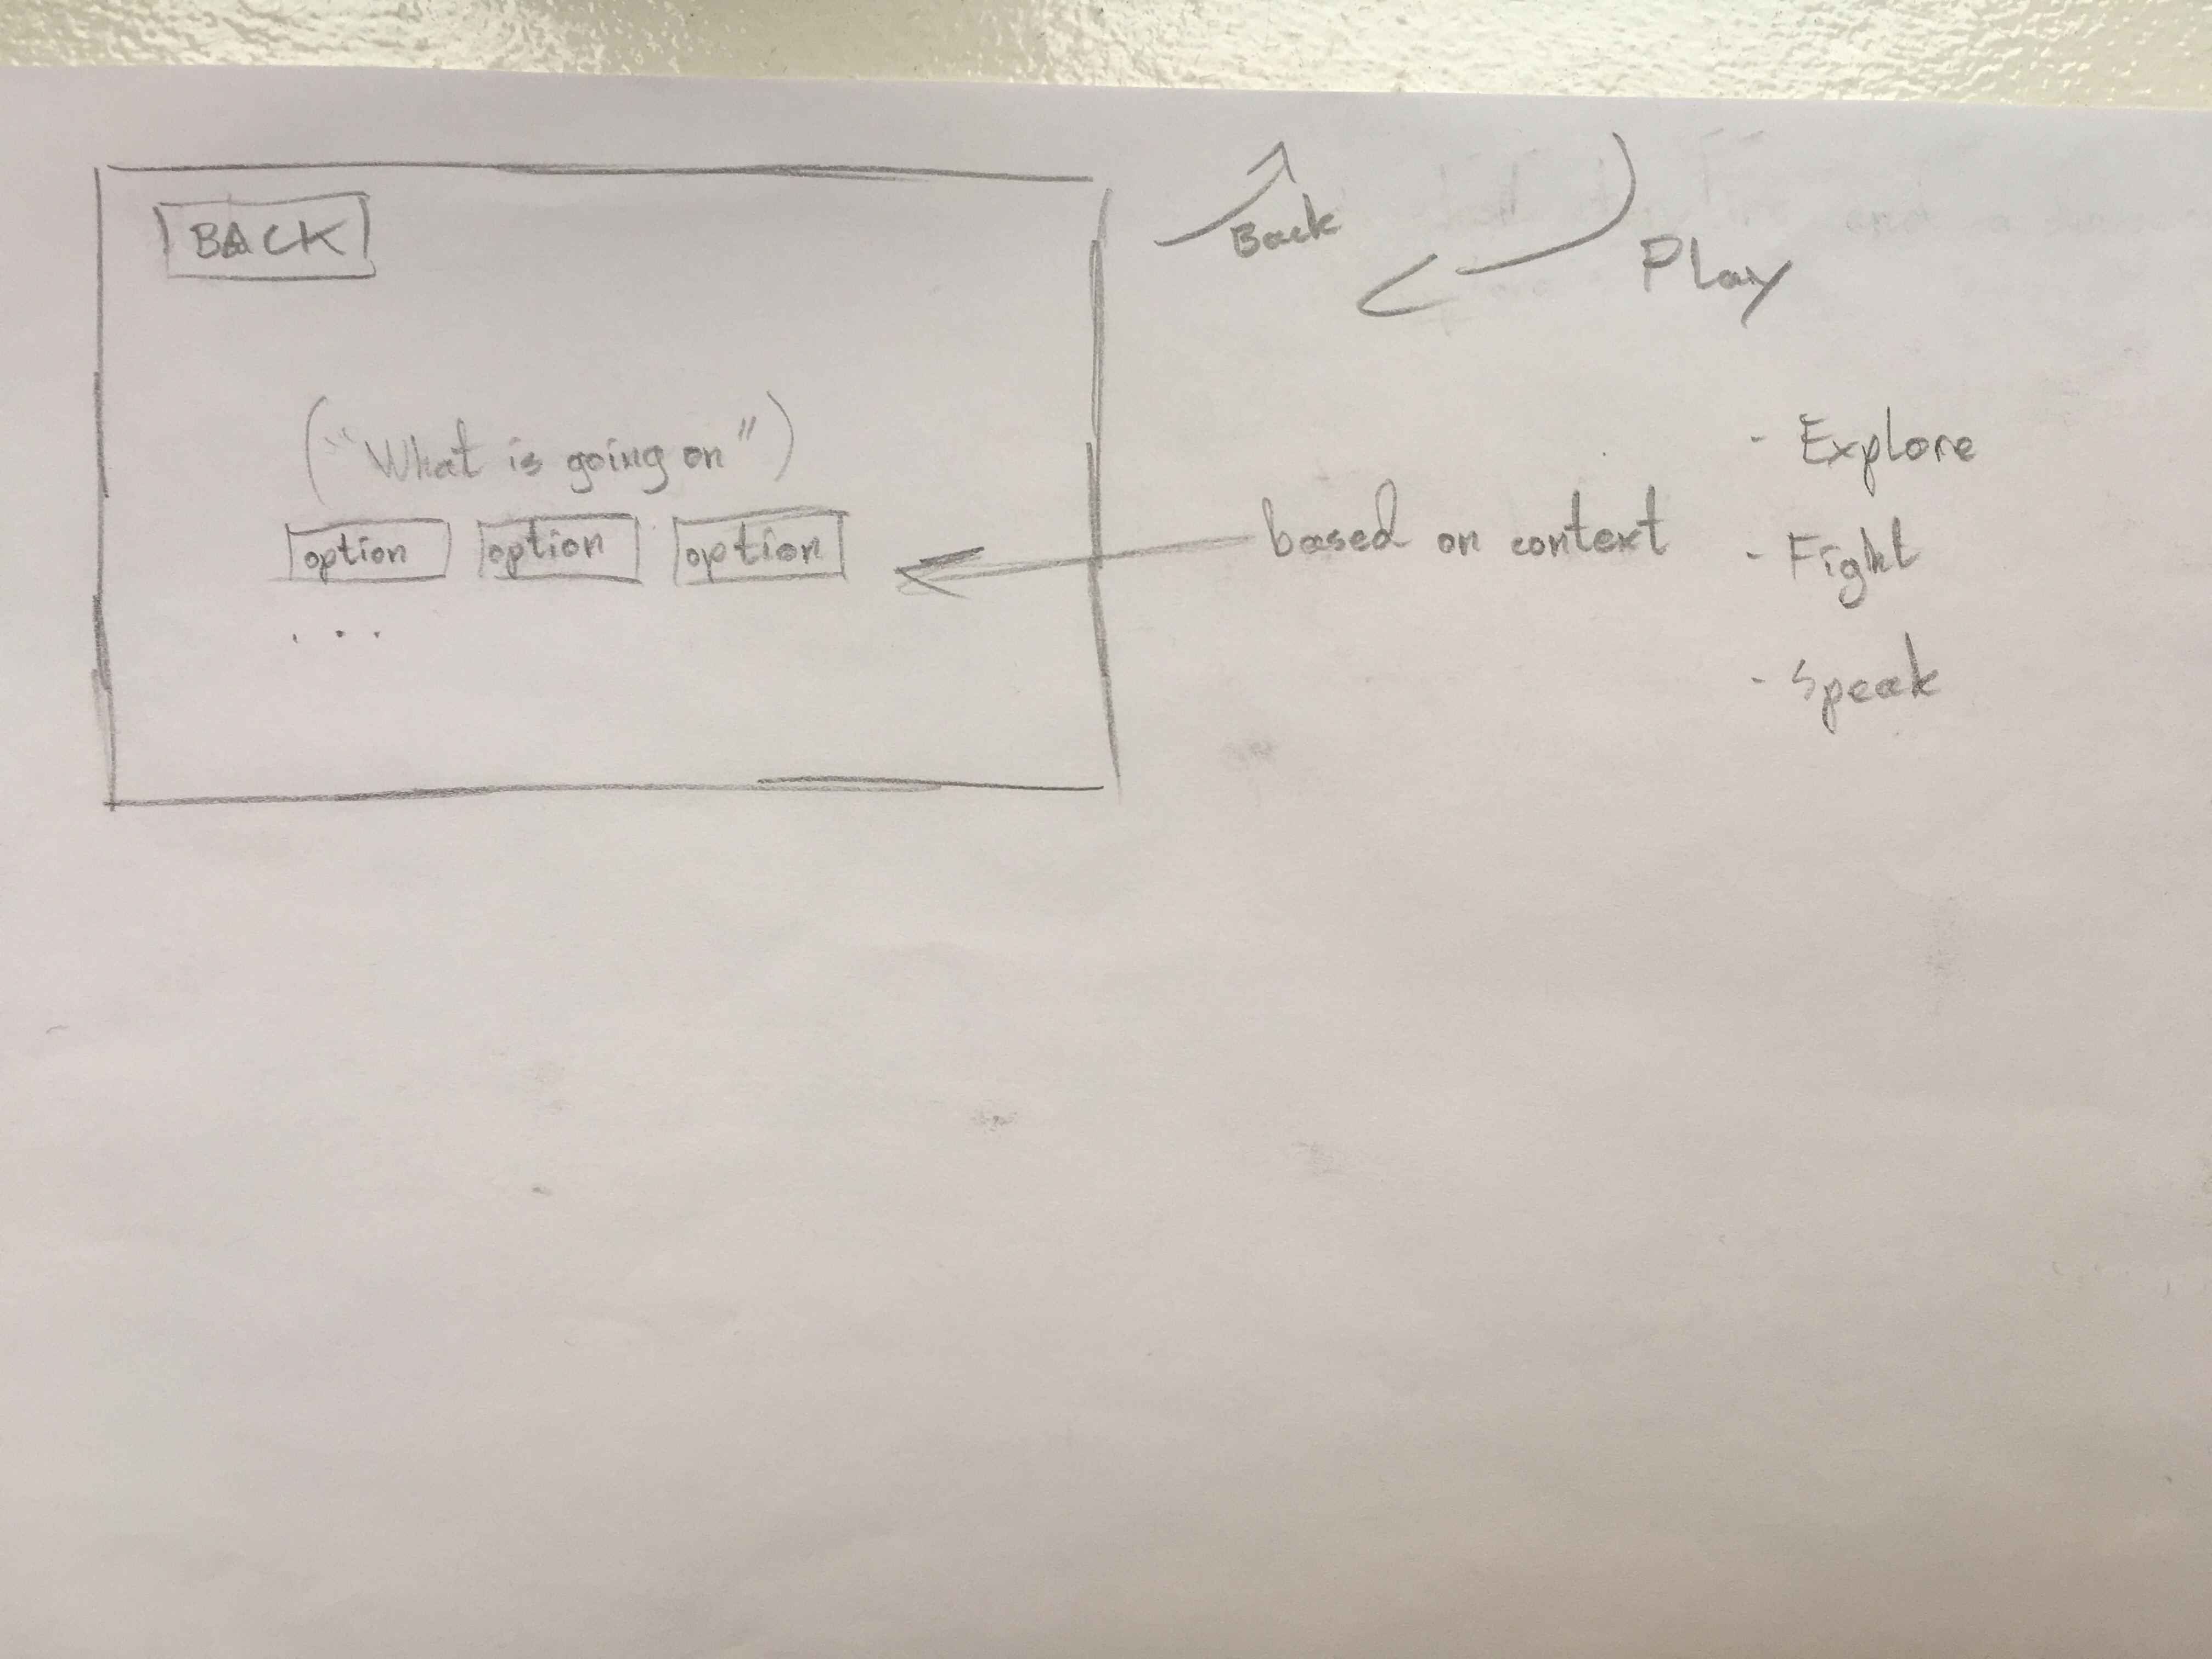 BACK
("What is going on")
option option option
...
Back
Play
based on context
- Explore
- Fight
- Speak